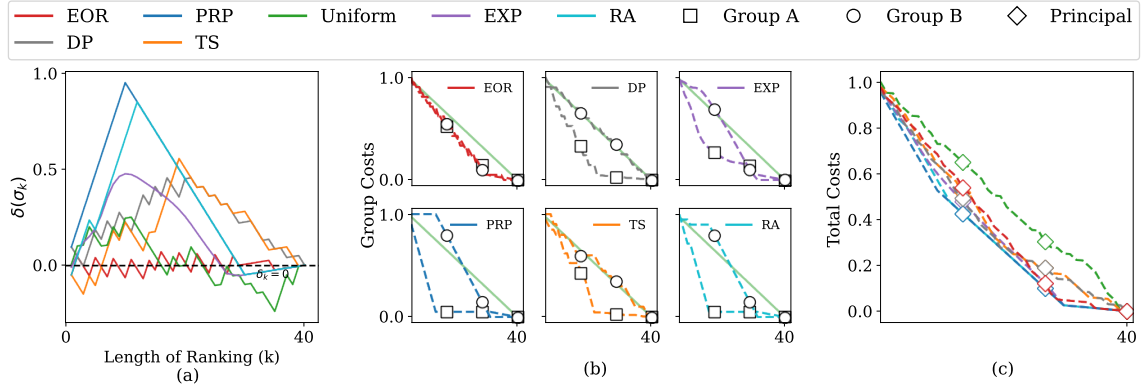 EOR PRP Uniform EXP RA Group A Group B Principal
DP TS
1.0
0.5
0.0
δ(σk)
δk = 0
0
40
Length of Ranking (k)
(a)
Group Costs
1.0
0.0
EOR
DP
EXP
1.0
0.0
PRP
TS
RA
40
40
40
(b)
Total Costs
1.0
0.8
0.6
0.4
0.2
0.0
40
(c)